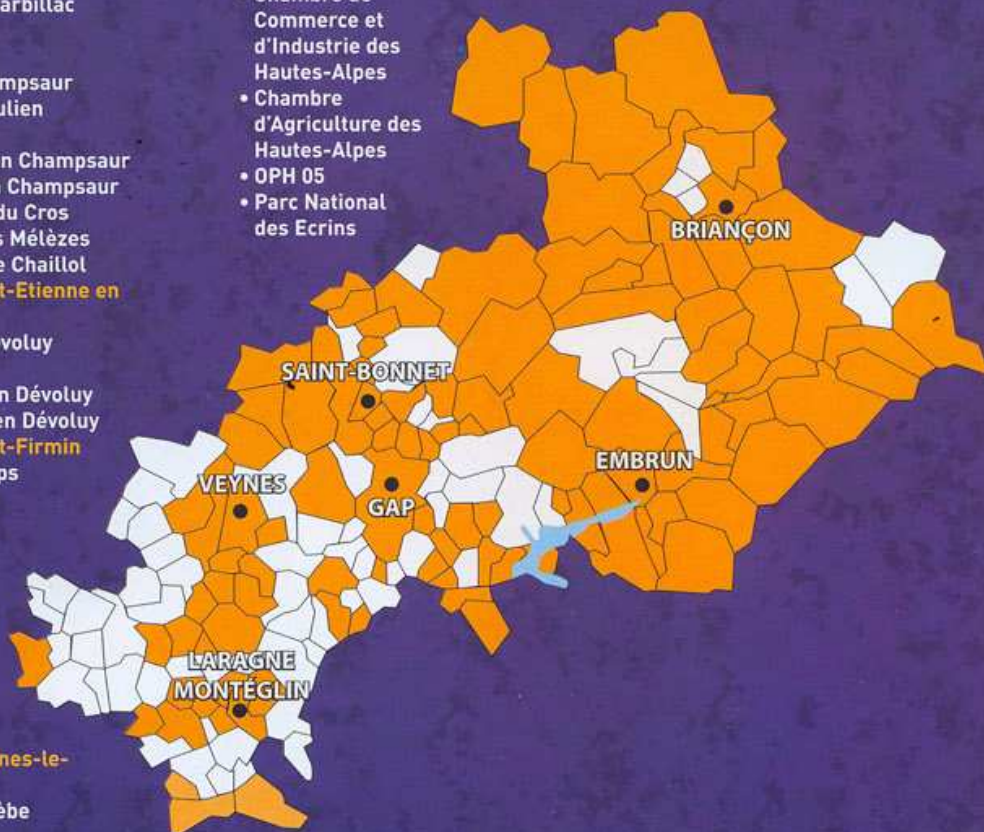 arbillac
mpsaur
ulien
n Champsaur
Champsaur
du Cros
s Mélèzes
e Chaillol
t-Etienne en
voluy
n Dévoluy
en Dévoluy
t-Firmin
ps
nes-le-
èbe
Commerce et
d'Industrie des
Hautes-Alpes
• Chambre
d'Agriculture des
Hautes-Alpes
• OPH 05
• Parc National
des Ecrins
BRIANÇON
SAINT-BONNET
EMBRUN
VEYNES
GAP
LARAGNE
MONTÉGLIN